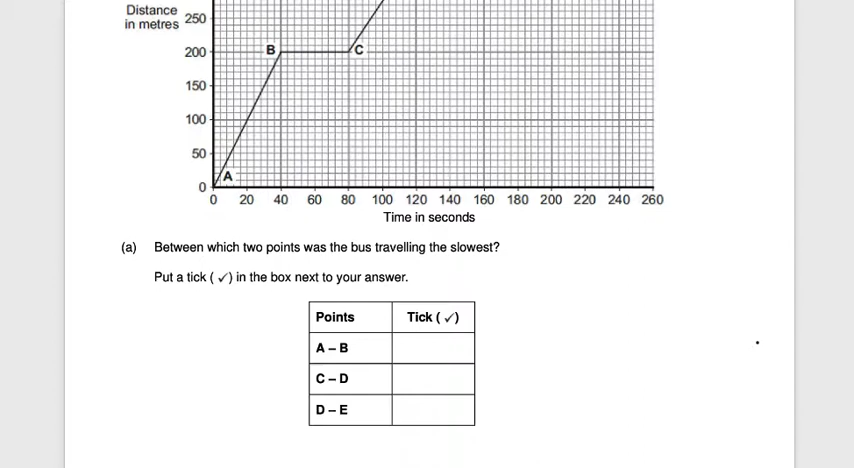 Distance
in metres
250
B
C
200
150
100
50
A
0
0 20 40 60 80 100 120 140 160 180 200 220 240 260
Time in seconds
(a) Between which two points was the bus travelling the slowest?
Put a tick ( ✓) in the box next to your answer.
Points Tick ( ✓)
A – B
C – D
D – E